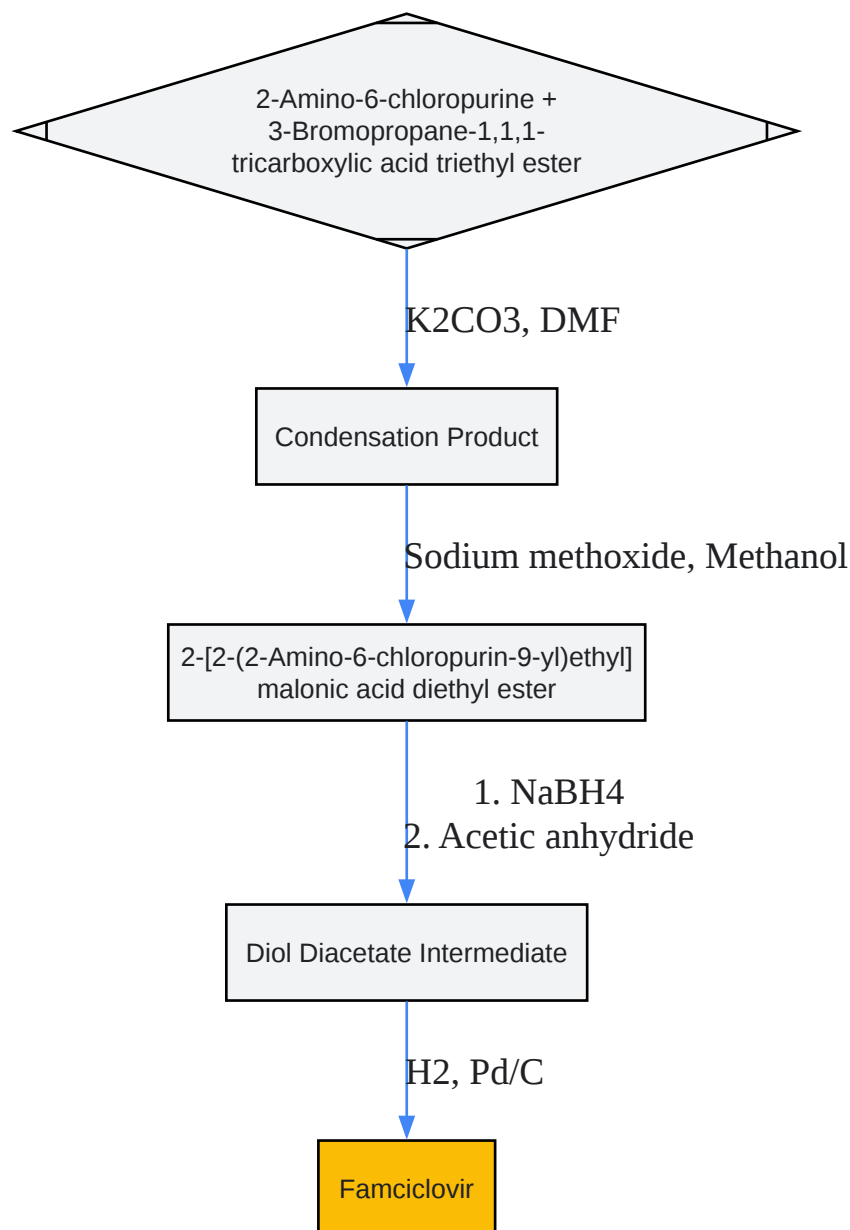 2-Amino-6-chloropurine +
3-Bromopropane-1,1,1-
tricarboxylic acid triethyl ester
K2CO3, DMF
Condensation Product
Sodium methoxide, Methanol
2-[2-(2-Amino-6-chloropurin-9-yl)ethyl]
malonic acid diethyl ester
1. NaBH4
2. Acetic anhydride
Diol Diacetate Intermediate
H2, Pd/C
Famciclovir